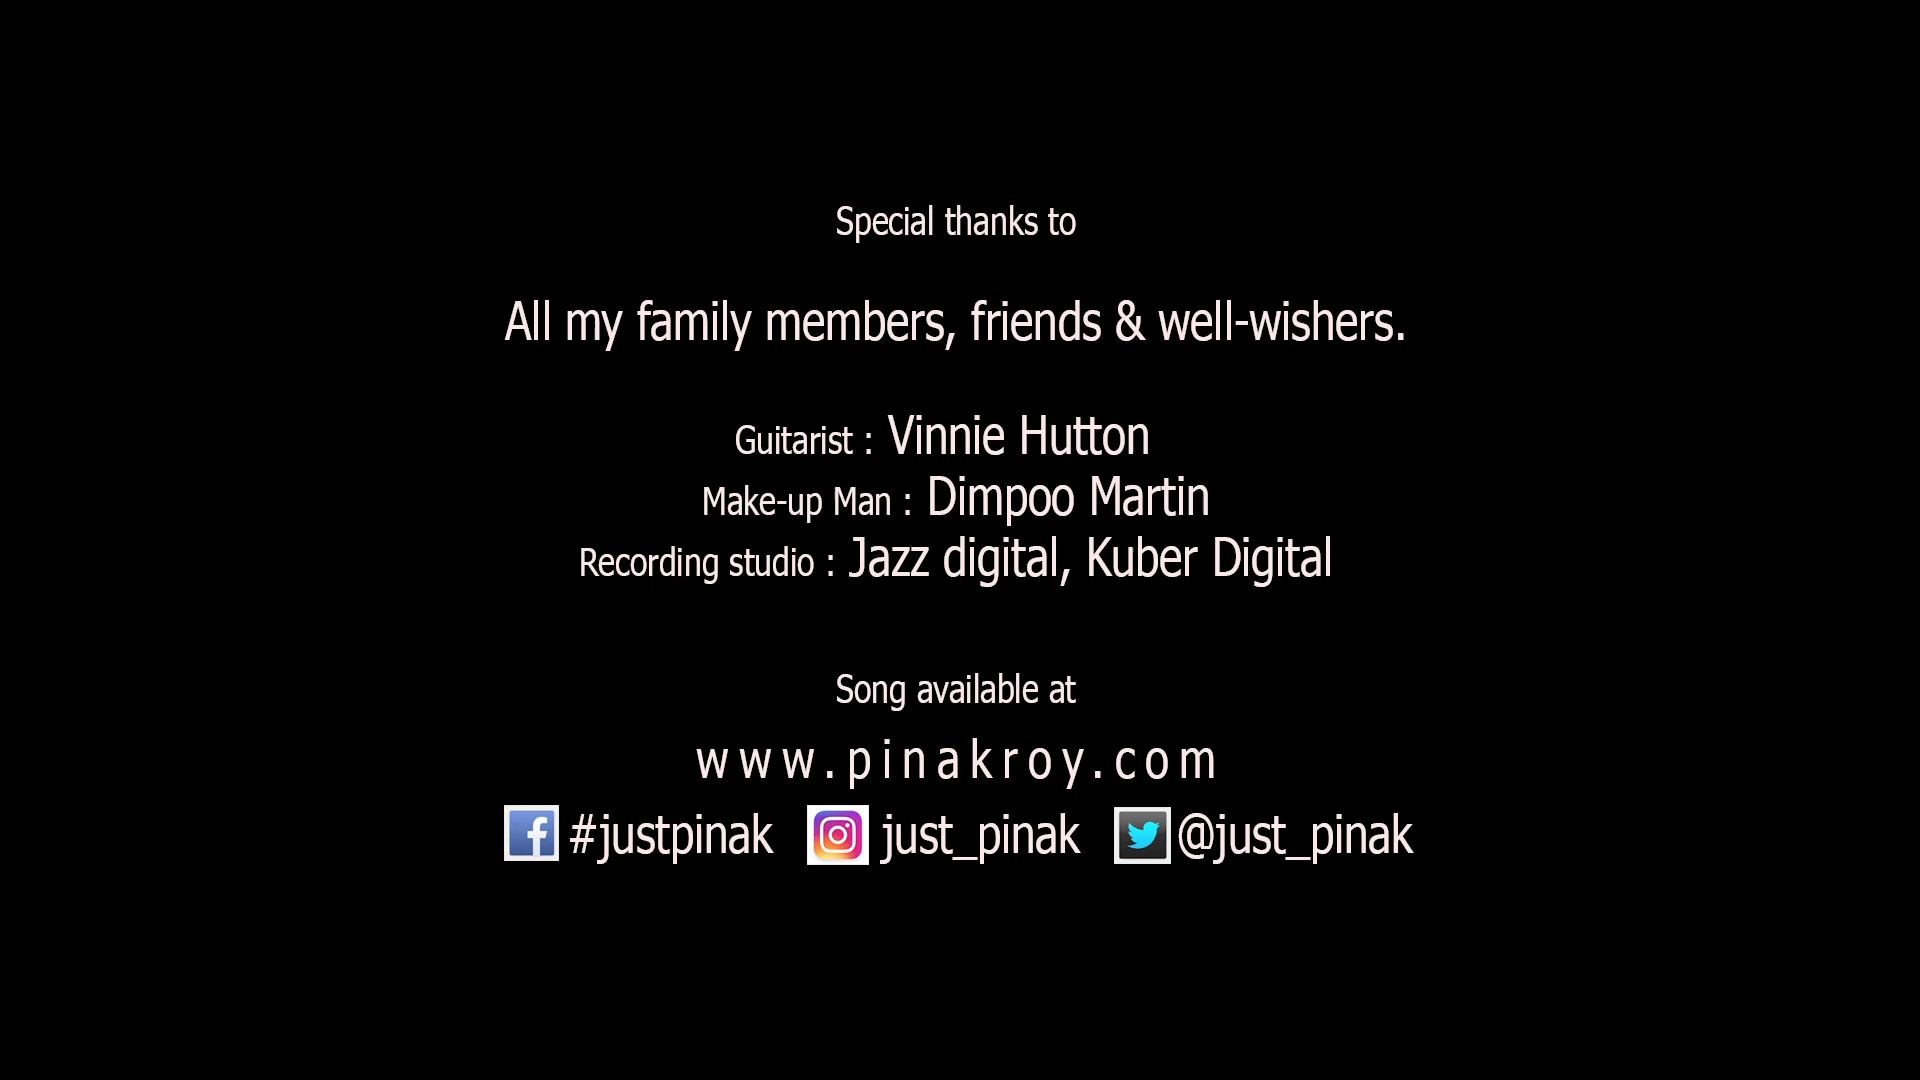 Special thanks to
All my family members, friends & well-wishers.
Guitarist : Vinnie Hutton
Make-up Man : Dimpoo Martin
Recording studio : Jazz digital, Kuber Digital
Song available at
www.pinakroy.com
#justpinak just_pinak @just_pinak